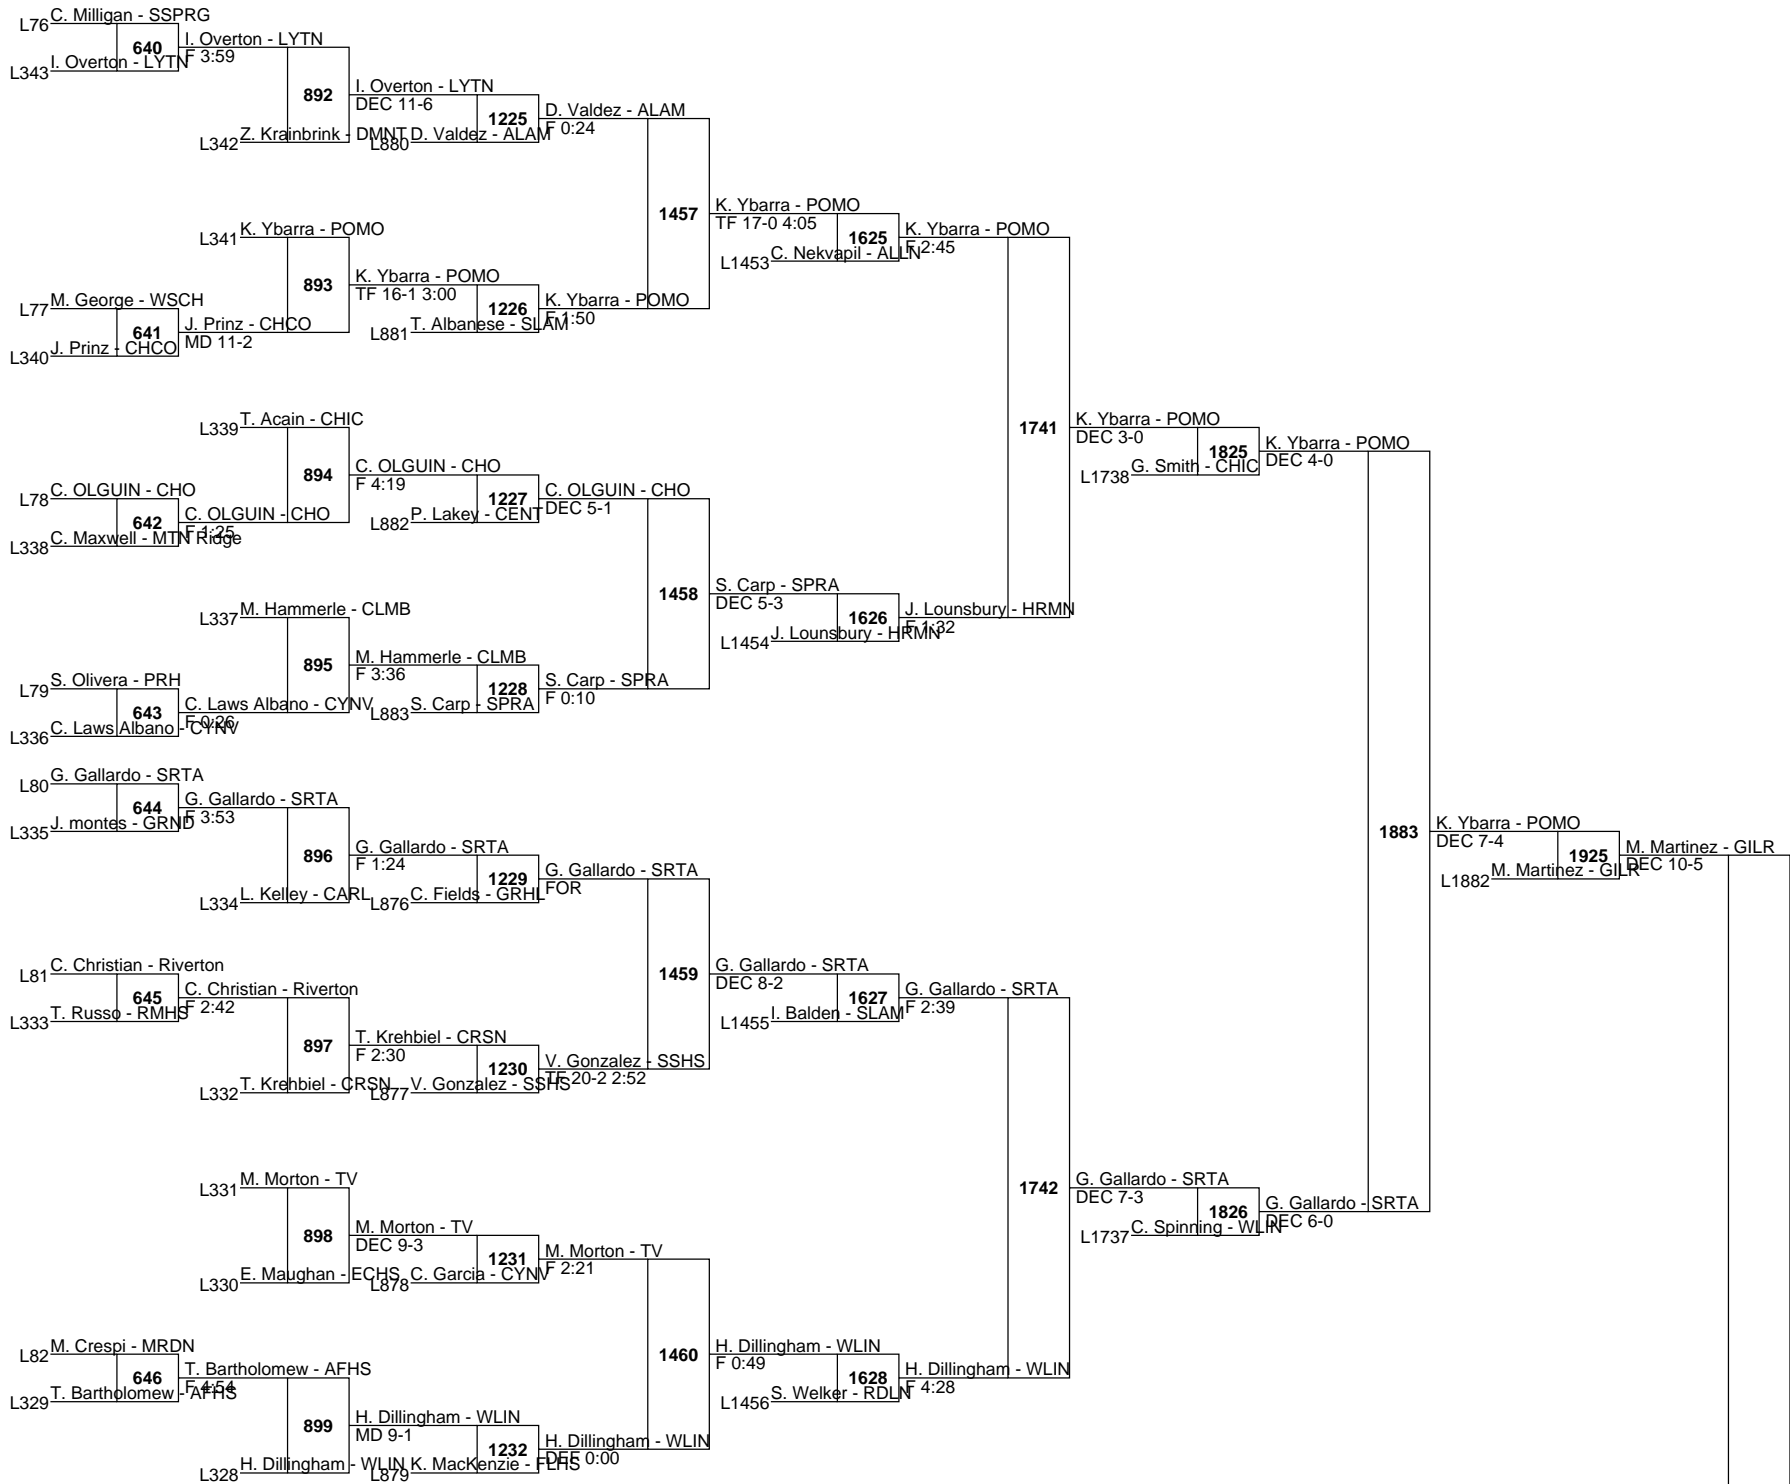 L76 C. Milligan - SSPRG
640
I. Overton - LYTN
F 3:59
L343 I. Overton - LYTN
892
I. Overton - LYTN
DEC 11-6
L342 Z. Krainbrink - DMNT
1225
D. Valdez - ALAM
F 0:24
L880 D. Valdez - ALAM
1457
K. Ybarra - POMO
TF 17-0 4:05
L341 K. Ybarra - POMO
893
K. Ybarra - POMO
TF 16-1 3:00
L77 M. George - WSCH
641
J. Prinz - CHCO
MD 11-2
L340 J. Prinz - CHCO
1226
K. Ybarra - POMO
F 1:50
L881 T. Albanese - SLAM
1625
K. Ybarra - POMO
F 2:45
L1453 C. Nekvapil - ALLN
1741
K. Ybarra - POMO
DEC 3-0
L339 T. Acain - CHIC
894
C. OLGUIN - CHO
F 4:19
L78 C. OLGUIN - CHO
642
C. OLGUIN - CHO
F 1:25
L338 C. Maxwell - MTN Ridge
1227
C. OLGUIN - CHO
DEC 5-1
L882 P. Lakey - CENT
1458
S. Carp - SPRA
DEC 5-3
L337 M. Hammerle - CLMB
895
M. Hammerle - CLMB
F 3:36
L79 S. Olivera - PRH
643
C. Laws Albano - CYNV
F 0:26
L336 C. Laws Albano - CYNV
1228
S. Carp - SPRA
F 0:10
L883 S. Carp - SPRA
1626
J. Lounsbury - HRMN
F 1:32
L1454 J. Lounsbury - HRMN
1825
K. Ybarra - POMO
DEC 4-0
L1738 G. Smith - CHIC
1883
K. Ybarra - POMO
DEC 7-4
1925
M. Martinez - GILR
DEC 10-5
L1882 M. Martinez - GILR
L80 G. Gallardo - SRTA
644
G. Gallardo - SRTA
F 3:53
L335 J. montes - GRND
896
G. Gallardo - SRTA
F 1:24
L334 L. Kelley - CARL
1229
G. Gallardo - SRTA
FOR
L876 C. Fields - GRHL
1459
G. Gallardo - SRTA
DEC 8-2
L81 C. Christian - Riverton
645
C. Christian - Riverton
F 2:42
L333 T. Russo - RMHS
897
T. Krehbiel - CRSN
F 2:30
L332 T. Krehbiel - CRSN
1230
V. Gonzalez - SSHS
TF 20-2 2:52
L877 V. Gonzalez - SSHS
1627
G. Gallardo - SRTA
F 2:39
L1455 I. Balden - SLAM
1742
G. Gallardo - SRTA
DEC 7-3
1826
G. Gallardo - SRTA
DEC 6-0
L1737 C. Spinning - WLIN
L331 M. Morton - TV
898
M. Morton - TV
DEC 9-3
L330 E. Maughan - ECHS
1231
M. Morton - TV
F 2:21
L878 C. Garcia - CYNV
1460
H. Dillingham - WLIN
F 0:49
L82 M. Crespi - MRDN
646
T. Bartholomew - AFHS
F 4:54
L329 T. Bartholomew - AFHS
899
H. Dillingham - WLIN
MD 9-1
L328 H. Dillingham - WLIN
1232
H. Dillingham - WLIN
DEF 0:00
L879 K. MacKenzie - FLHS
1628
H. Dillingham - WLIN
F 4:28
L1456 S. Welker - RDLN